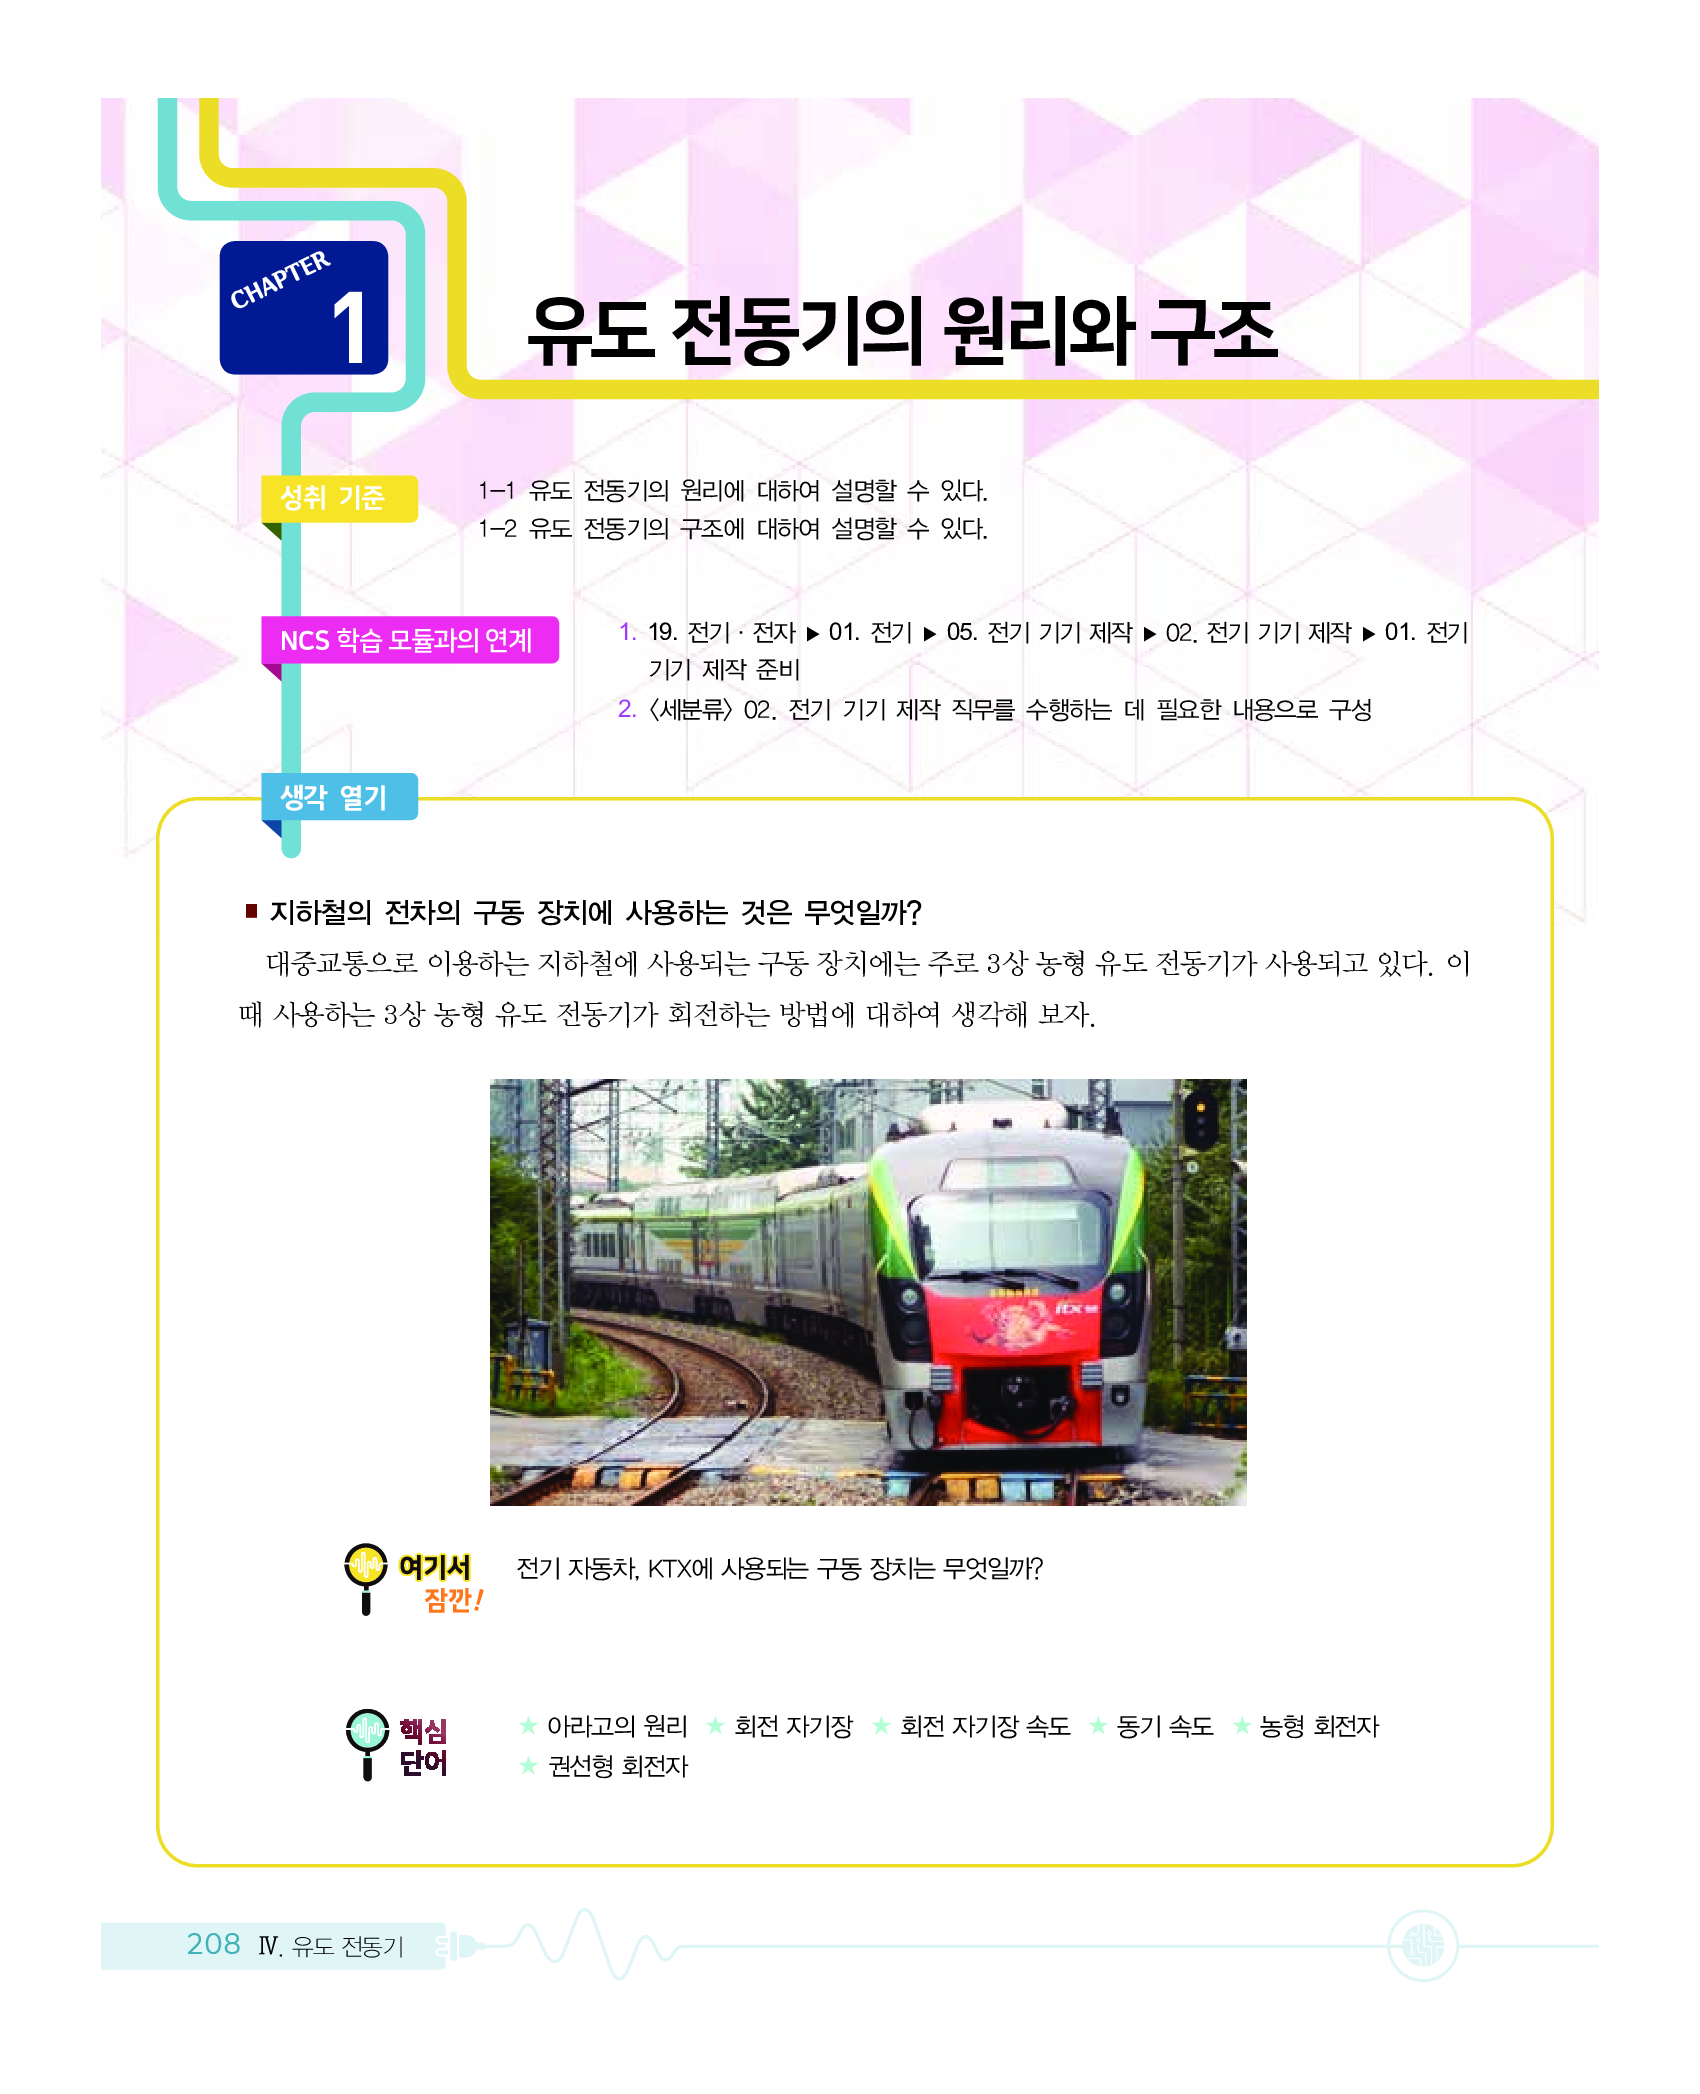 CHAPTER
1
유도 전동기의 원리와 구조
성취 기준
1-1 유도 전동기의 원리에 대하여 설명할 수 있다.
1-2 유도 전동기의 구조에 대하여 설명할 수 있다.
NCS 학습 모듈과의 연계
1. 19. 전기 · 전자 ▶ 01. 전기 ▶ 05. 전기 기기 제작 ▶ 02. 전기 기기 제작 ▶ 01. 전기
기기 제작 준비
2. 〈세분류〉 02. 전기 기기 제작 직무를 수행하는 데 필요한 내용으로 구성
생각 열기
■ 지하철의 전차의 구동 장치에 사용하는 것은 무엇일까?
대중교통으로 이용하는 지하철에 사용되는 구동 장치에는 주로 3상 농형 유도 전동기가 사용되고 있다. 이
때 사용하는 3상 농형 유도 전동기가 회전하는 방법에 대하여 생각해 보자.
itx
여기서
잠깐!
전기 자동차, KTX에 사용되는 구동 장치는 무엇일까?
핵심
단어
★ 아라고의 원리 ★ 회전 자기장 ★ 회전 자기장 속도 ★ 동기 속도 ★ 농형 회전자
★ 권선형 회전자
208 Ⅳ. 유도 전동기